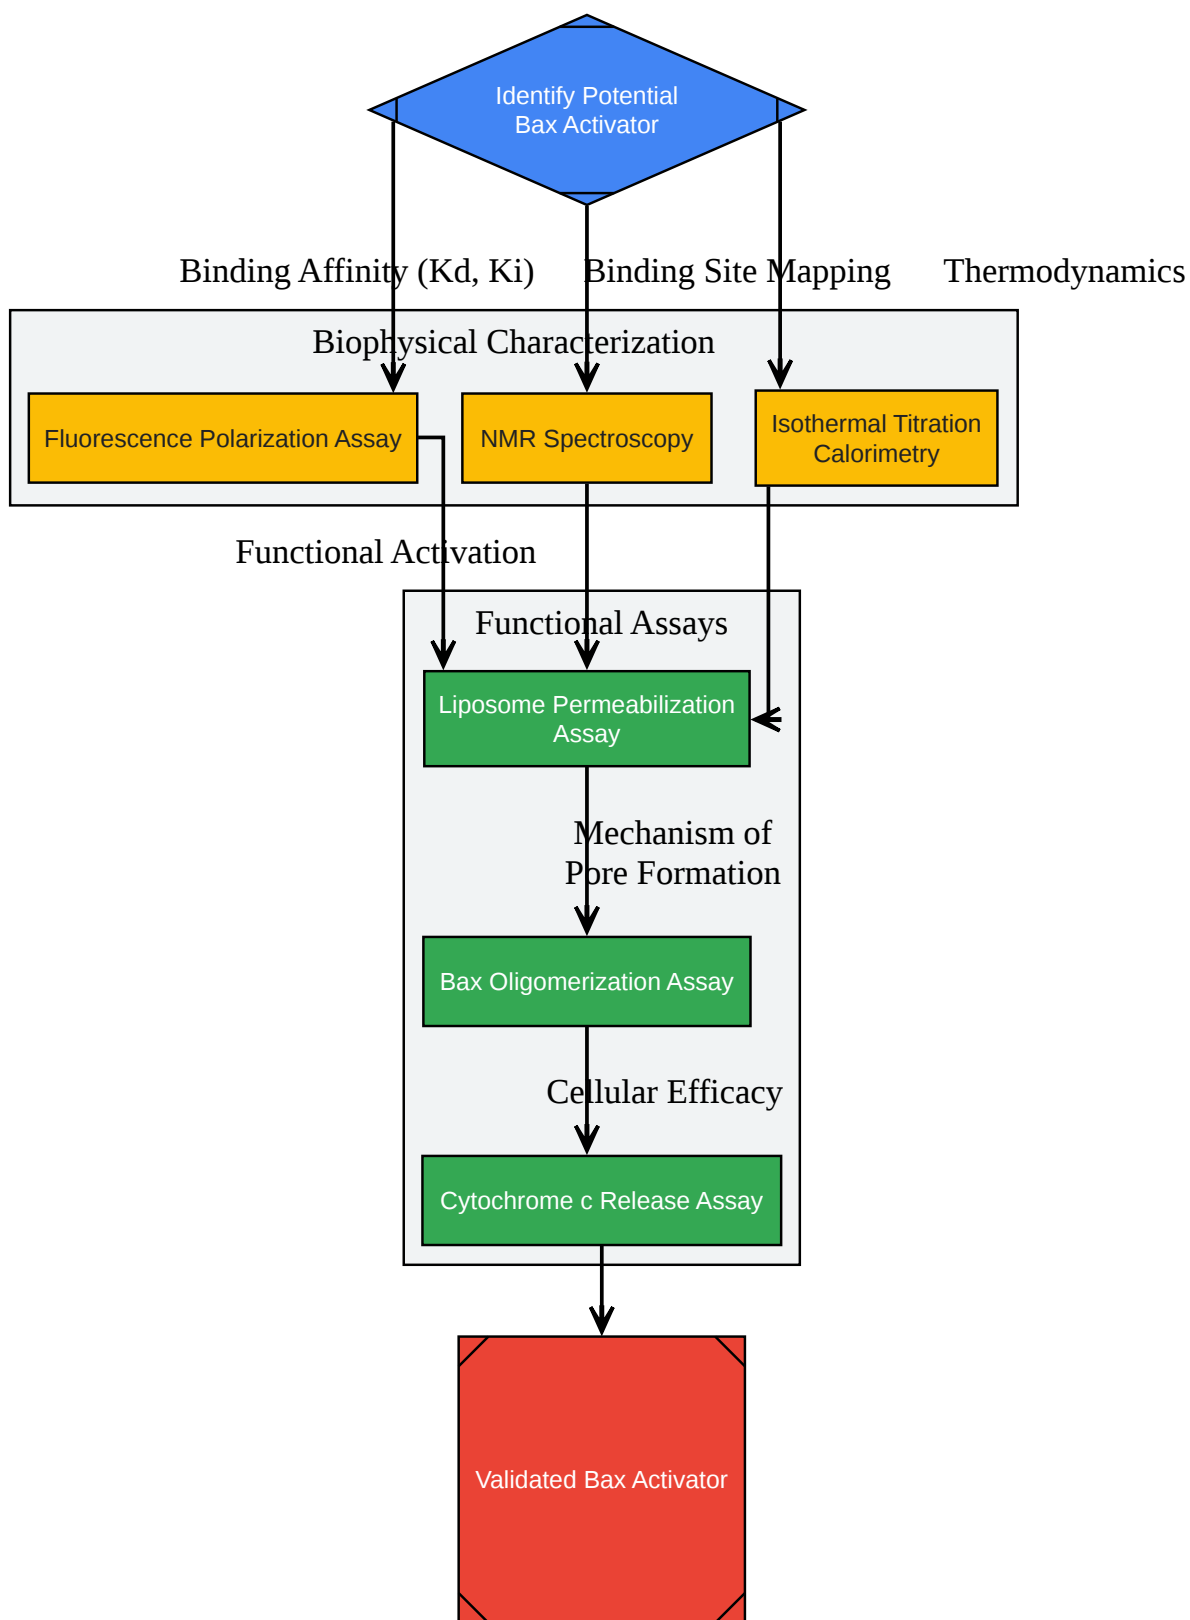 Identify Potential
Bax Activator
Binding Affinity (Kd, Ki)
Binding Site Mapping
Thermodynamics
Biophysical Characterization
Fluorescence Polarization Assay
NMR Spectroscopy
Isothermal Titration
Calorimetry
Functional Activation
Functional Assays
Liposome Permeabilization
Assay
Mechanism of
Pore Formation
Bax Oligomerization Assay
Cellular Efficacy
Cytochrome c Release Assay
Validated Bax Activator